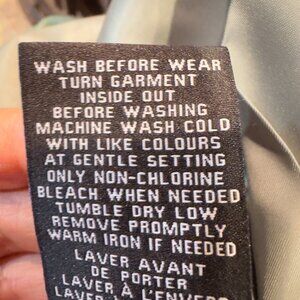 WASH BEFORE WEAR
TURN GARMENT
INSIDE OUT
BEFORE WASHING
MACHINE WASH COLD
WITH LIKE COLOURS
AT GENTLE SETTING
ONLY NON-CHLORINE
BLEACH WHEN NEEDED
TUMBLE DRY LOW
REMOVE PROMPTLY
WARM IRON IF NEEDED
LAVER AVANT
DE PORTER
LAVER À L'ENVERS